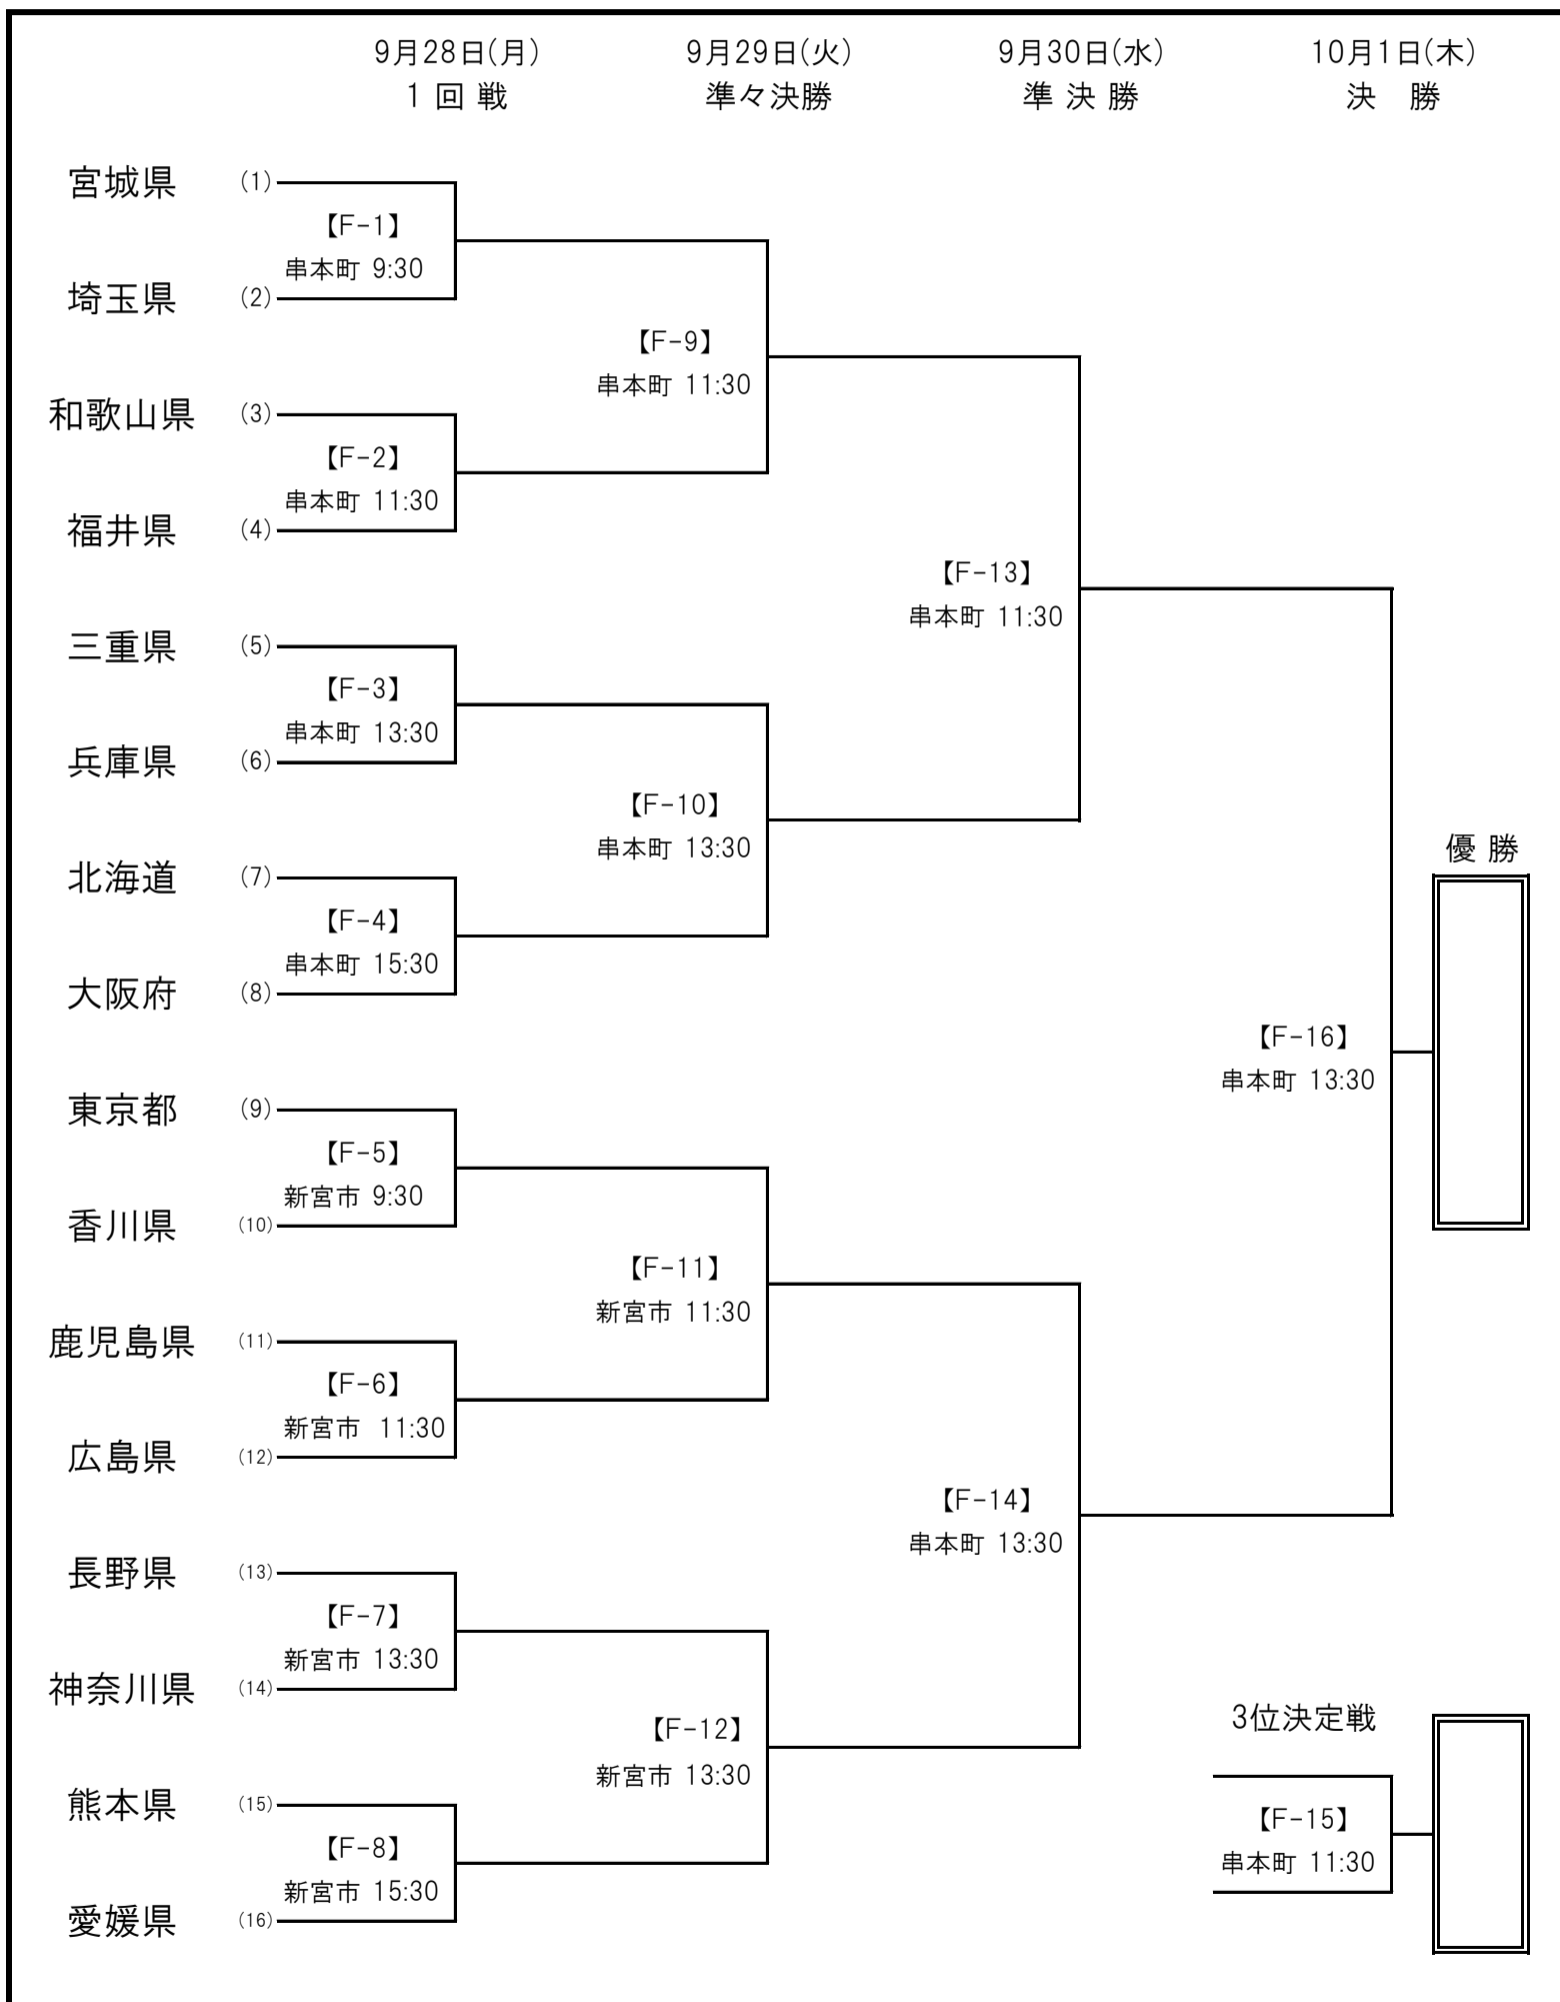 9月28日(月) 9月29日(火) 9月30日(水) 10月1日(木)
1 回 戦 準々決勝 準 決 勝 決　勝
宮城県 (1)
【F-1】
串本町 9:30
埼玉県 (2)
【F-9】
串本町 11:30
和歌山県 (3)
【F-2】
串本町 11:30
福井県 (4)
【F-13】
串本町 11:30
三重県 (5)
【F-3】
串本町 13:30
兵庫県 (6)
【F-10】
串本町 13:30
優 勝
北海道 (7)
【F-4】
串本町 15:30
大阪府 (8)
【F-16】
串本町 13:30
東京都 (9)
【F-5】
新宮市 9:30
香川県 (10)
【F-11】
新宮市 11:30
鹿児島県 (11)
【F-6】
新宮市 11:30
広島県 (12)
【F-14】
串本町 13:30
長野県 (13)
【F-7】
新宮市 13:30
神奈川県 (14)
3位決定戦
【F-12】
新宮市 13:30
熊本県 (15)
【F-15】
串本町 11:30
【F-8】
新宮市 15:30
愛媛県 (16)